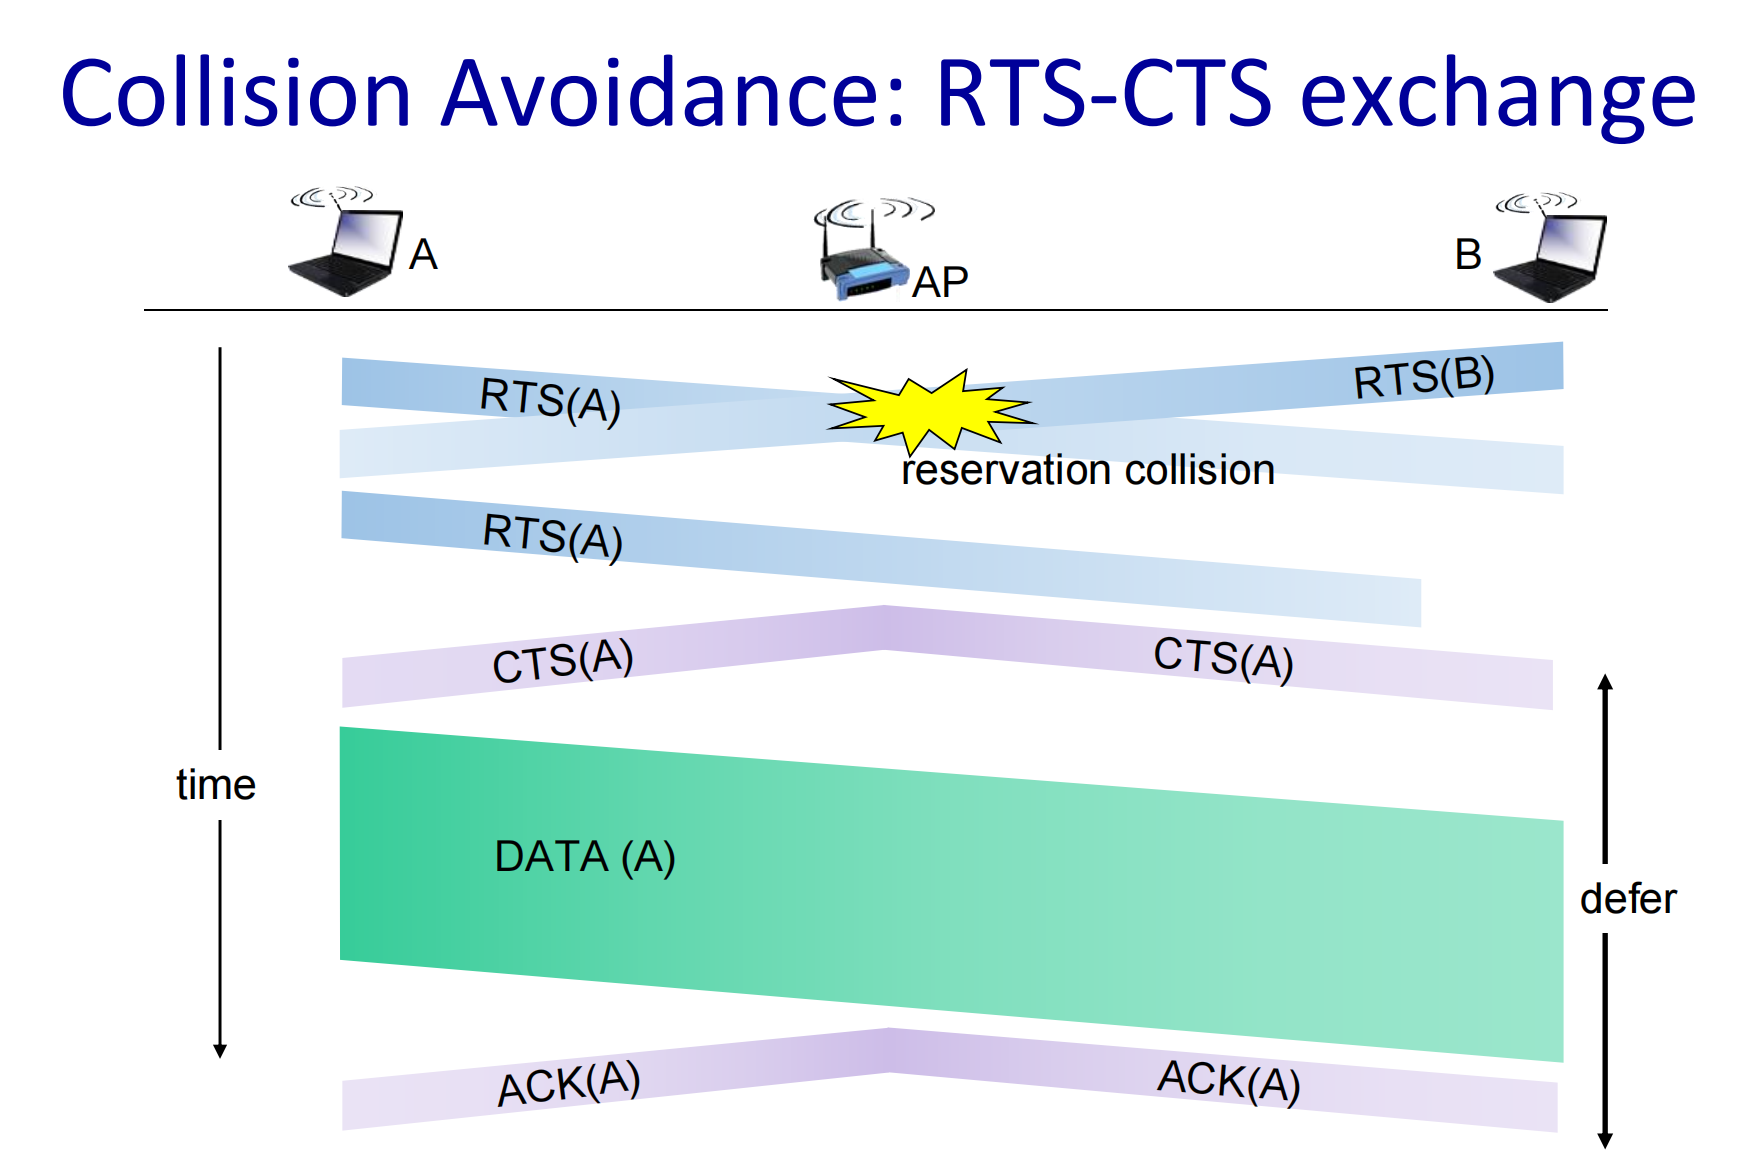 Collision Avoidance: RTS-CTS exchange
A
AP
B
RTS(A)
RTS(B)
reservation collision
RTS(A)
CTS(A)
CTS(A)
time
DATA (A)
defer
ACK(A)
ACK(A)